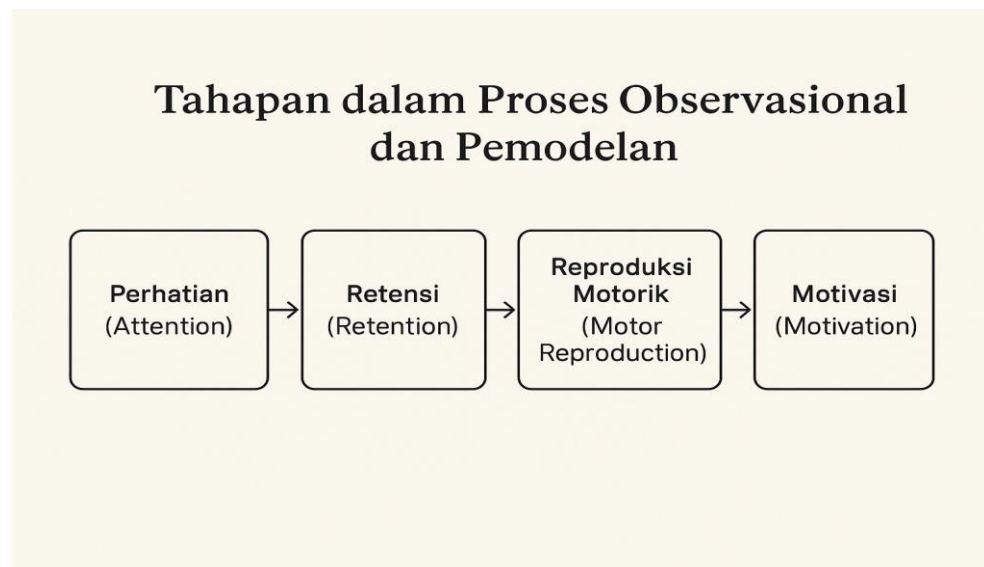 Tahapan dalam Proses Observasional
dan Pemodelan
Perhatian
(Attention)
Retensi
(Retention)
Reproduksi
Motorik
(Motor
Reproduction)
Motivasi
(Motivation)